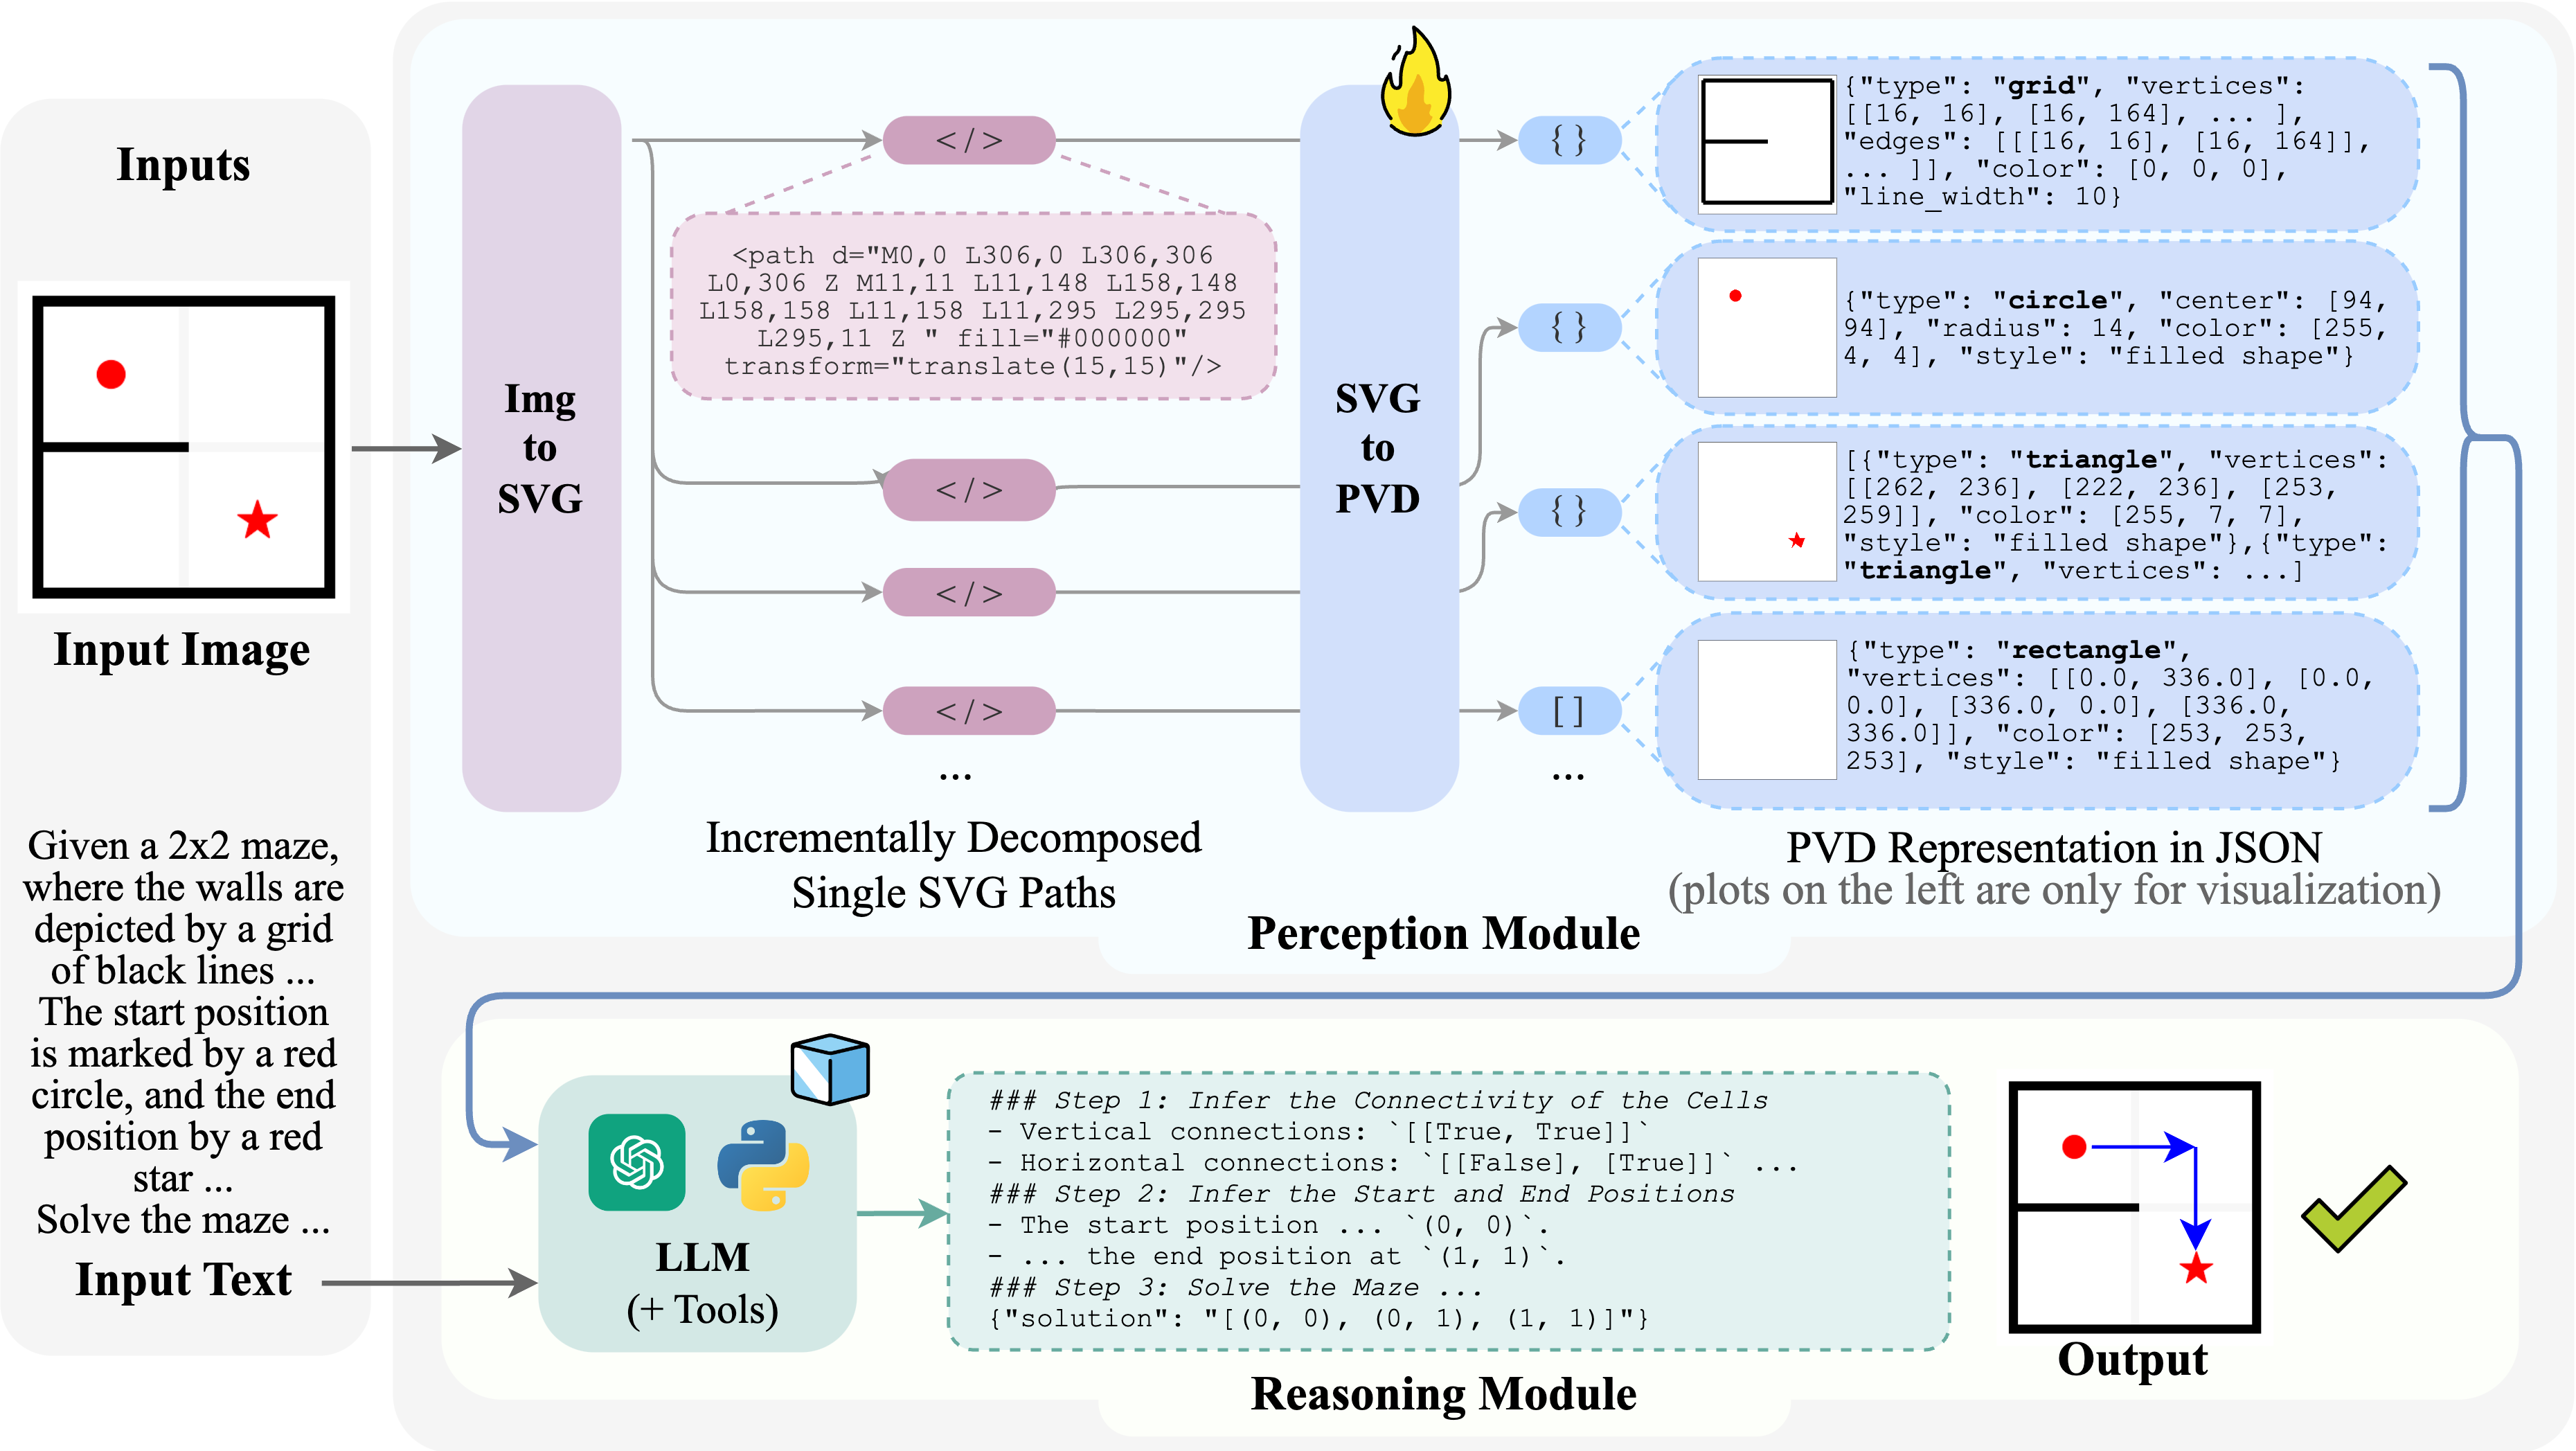 Inputs
Input Image
Given a 2x2 maze,
where the walls are
depicted by a grid
of black lines ...
The start position
is marked by a red
circle, and the end
position by a red
star ...
Solve the maze ...
Input Text
Img
to
SVG
</>
<path d="M0,0 L306,0 L306,306
L0,306 Z M11,11 L11,148 L158,148
L158,158 L11,158 L11,295 L295,295
L295,11 Z " fill="#000000"
transform="translate(15,15)"/>
</>
</>
</>
...
Incrementally Decomposed
Single SVG Paths
SVG
to
PVD
{}
{}
{}
[]
...
{"type": "grid", "vertices":
[[16, 16], [16, 164], ... ],
"edges": [[[16, 16], [16, 164]],
... ]], "color": [0, 0, 0],
"line_width": 10}
{"type": "circle", "center": [94,
94], "radius": 14, "color": [255,
4, 4], "style": "filled shape"}
[{"type": "triangle", "vertices":
[[262, 236], [222, 236], [253,
259]], "color": [255, 7, 7],
"style": "filled shape"},{"type":
"triangle", "vertices": ...]
{"type": "rectangle",
"vertices": [[0.0, 336.0], [0.0,
0.0], [336.0, 0.0], [336.0,
336.0]], "color": [253, 253,
253], "style": "filled shape"}
PVD Representation in JSON
(plots on the left are only for visualization)
Perception Module
LLM
(+ Tools)
### Step 1: Infer the Connectivity of the Cells
- Vertical connections: `[[True, True]]`
- Horizontal connections: `[[False], [True]]` ...
### Step 2: Infer the Start and End Positions
- The start position ... `(0, 0)`.
- ... the end position at `(1, 1)`.
### Step 3: Solve the Maze ...
{"solution": "[(0, 0), (0, 1), (1, 1)]"}
Output
Reasoning Module